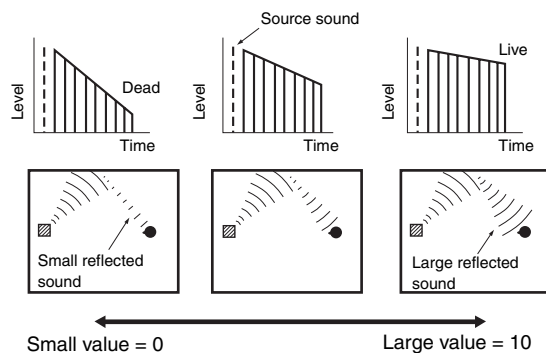 Source sound
Level
Dead
Time
Level
Time
Level
Live
Time
Small reflected
sound
Large reflected
sound
Small value = 0
Large value = 10